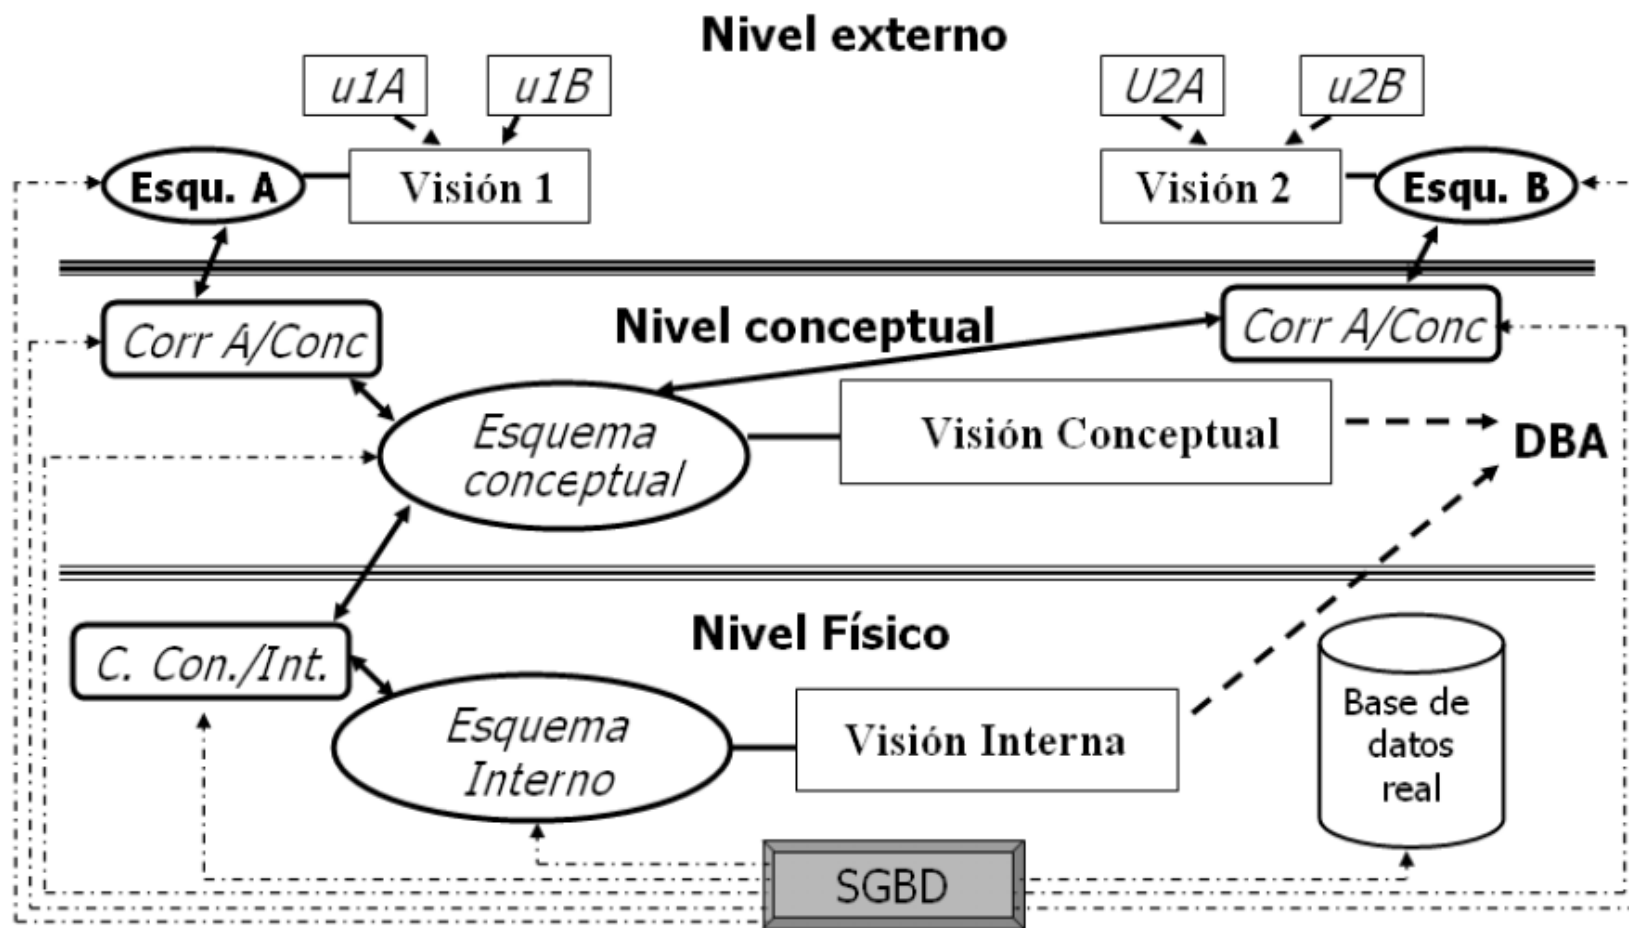 Nivel externo
u1A
u1B
U2A
u2B
Esqu. A
Visión 1
Visión 2
Esqu. B
Corr A/Conc
Nivel conceptual
Corr A/Conc
Esquema
conceptual
Visión Conceptual
DBA
Nivel Físico
C. Con./Int.
Esquema
Interno
Visión Interna
Base de
datos
real
SGBD